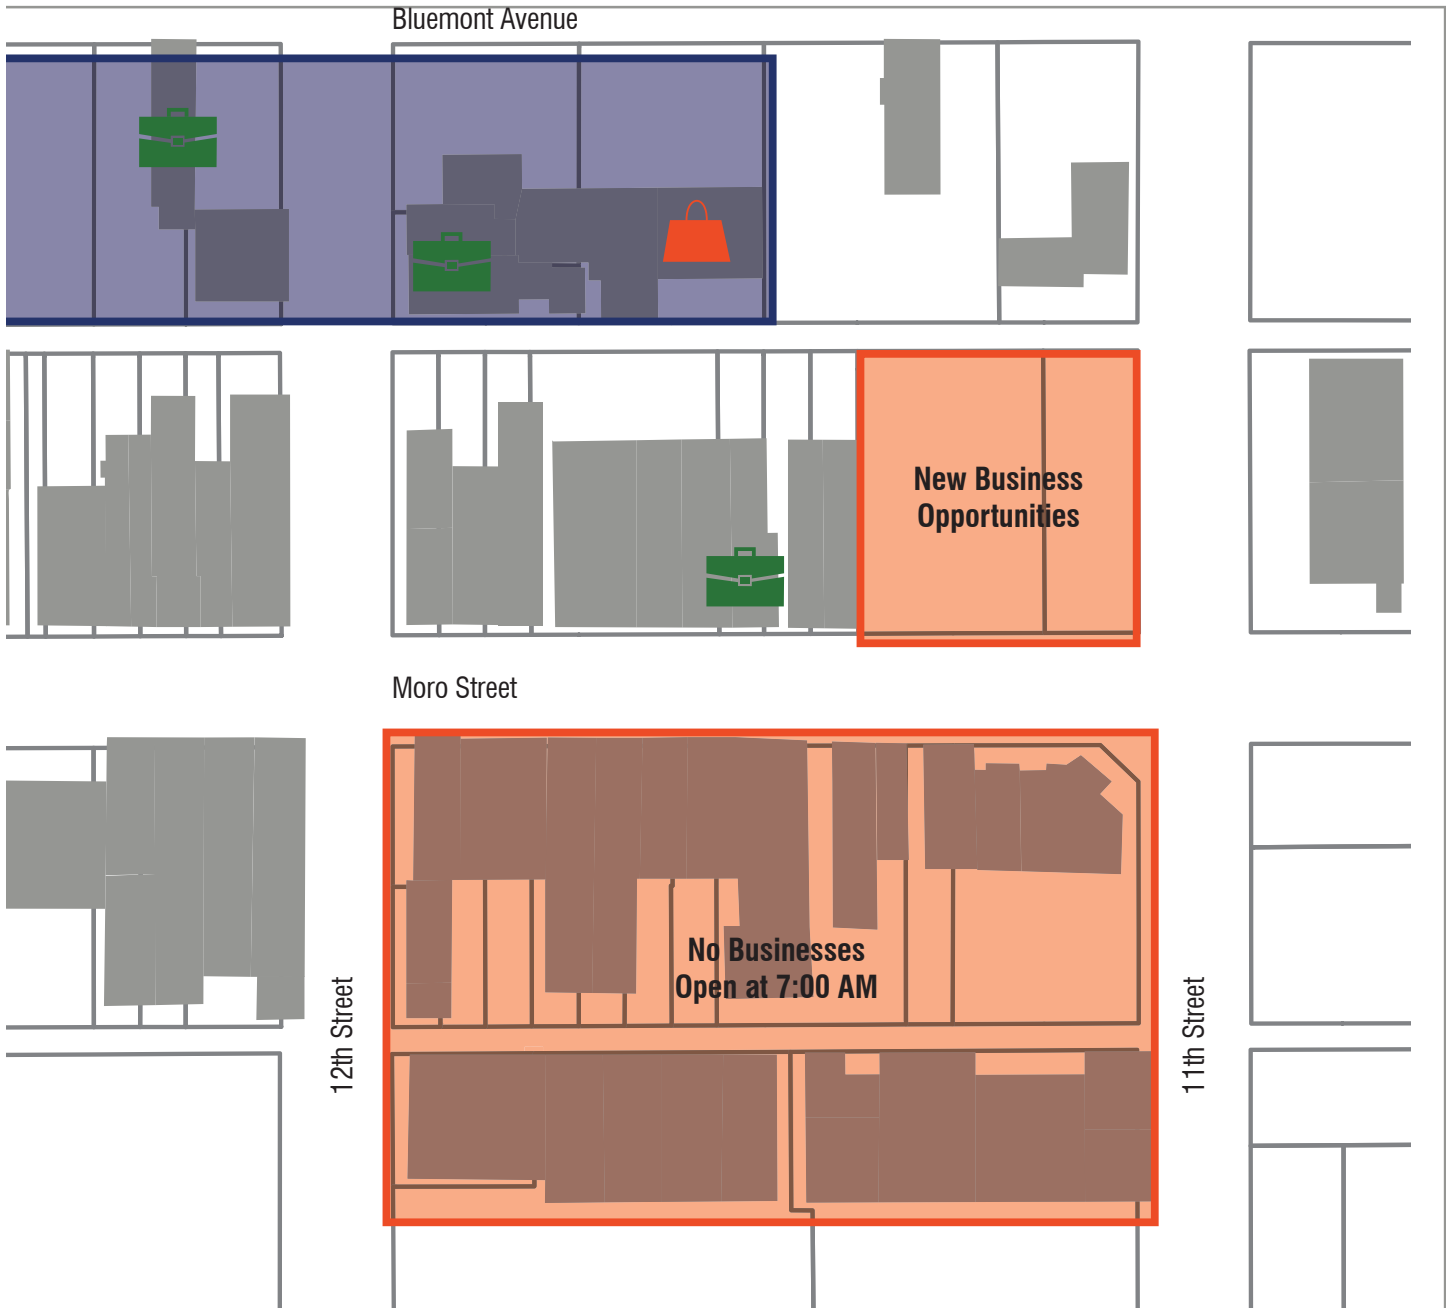 Bluemont Avenue
New Business
Opportunities
Moro Street
No Businesses
Open at 7:00 AM
12th Street
11th Street